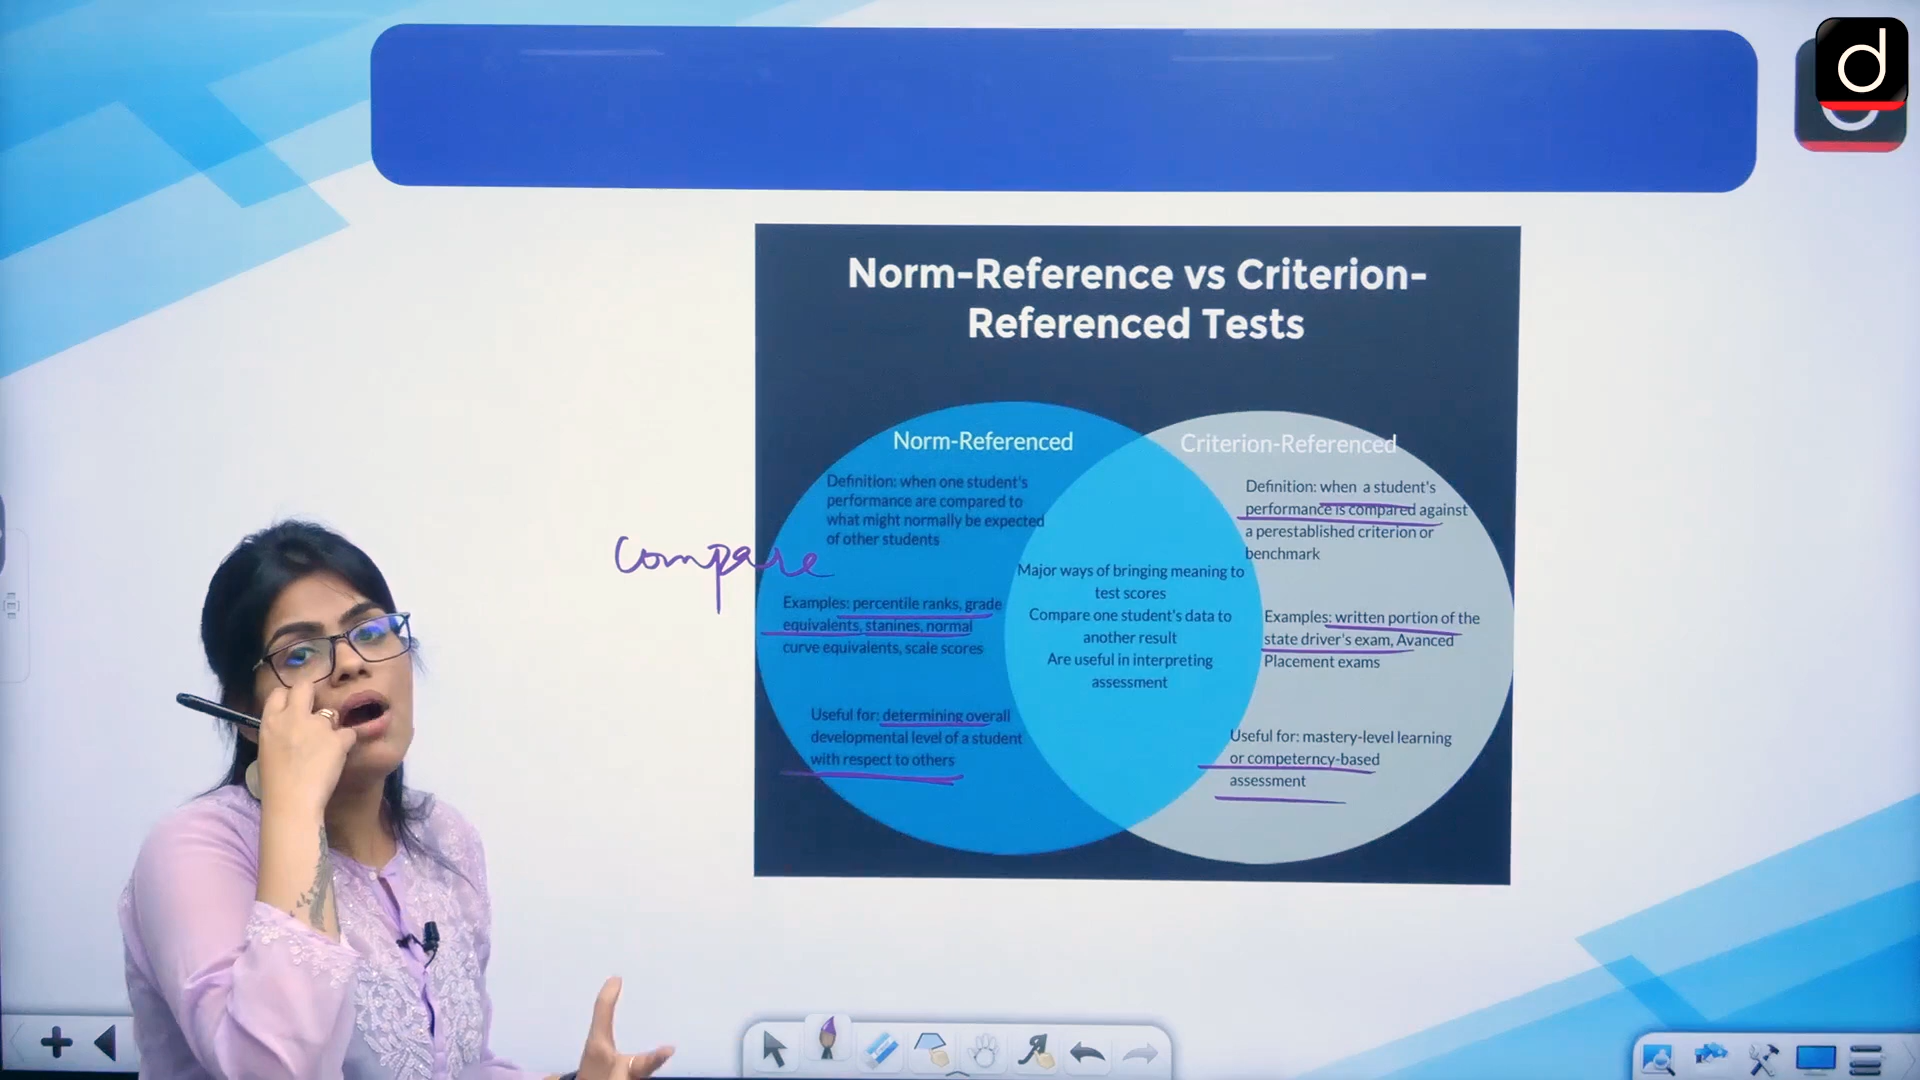 d
Norm-Reference vs Criterion-
Referenced Tests
Norm-Referenced
Definition: when one student's
performance are compared to
what might normally be expected
of other students
compare
Examples: percentile ranks, grade
equivalents, stanines, normal
curve equivalents, scale scores
Useful for: determining overall
developmental level of a student
with respect to others
Major ways of bringing meaning to
test scores
Compare one student's data to
another result
Are useful in interpreting
assessment
Criterion-Referenced
Definition: when a student's
performance is compared against
a perestablished criterion or
benchmark
Examples: written portion of the
state driver's exam, Avanced
Placement exams
Useful for: mastery-level learning
or competerncy-based
assessment